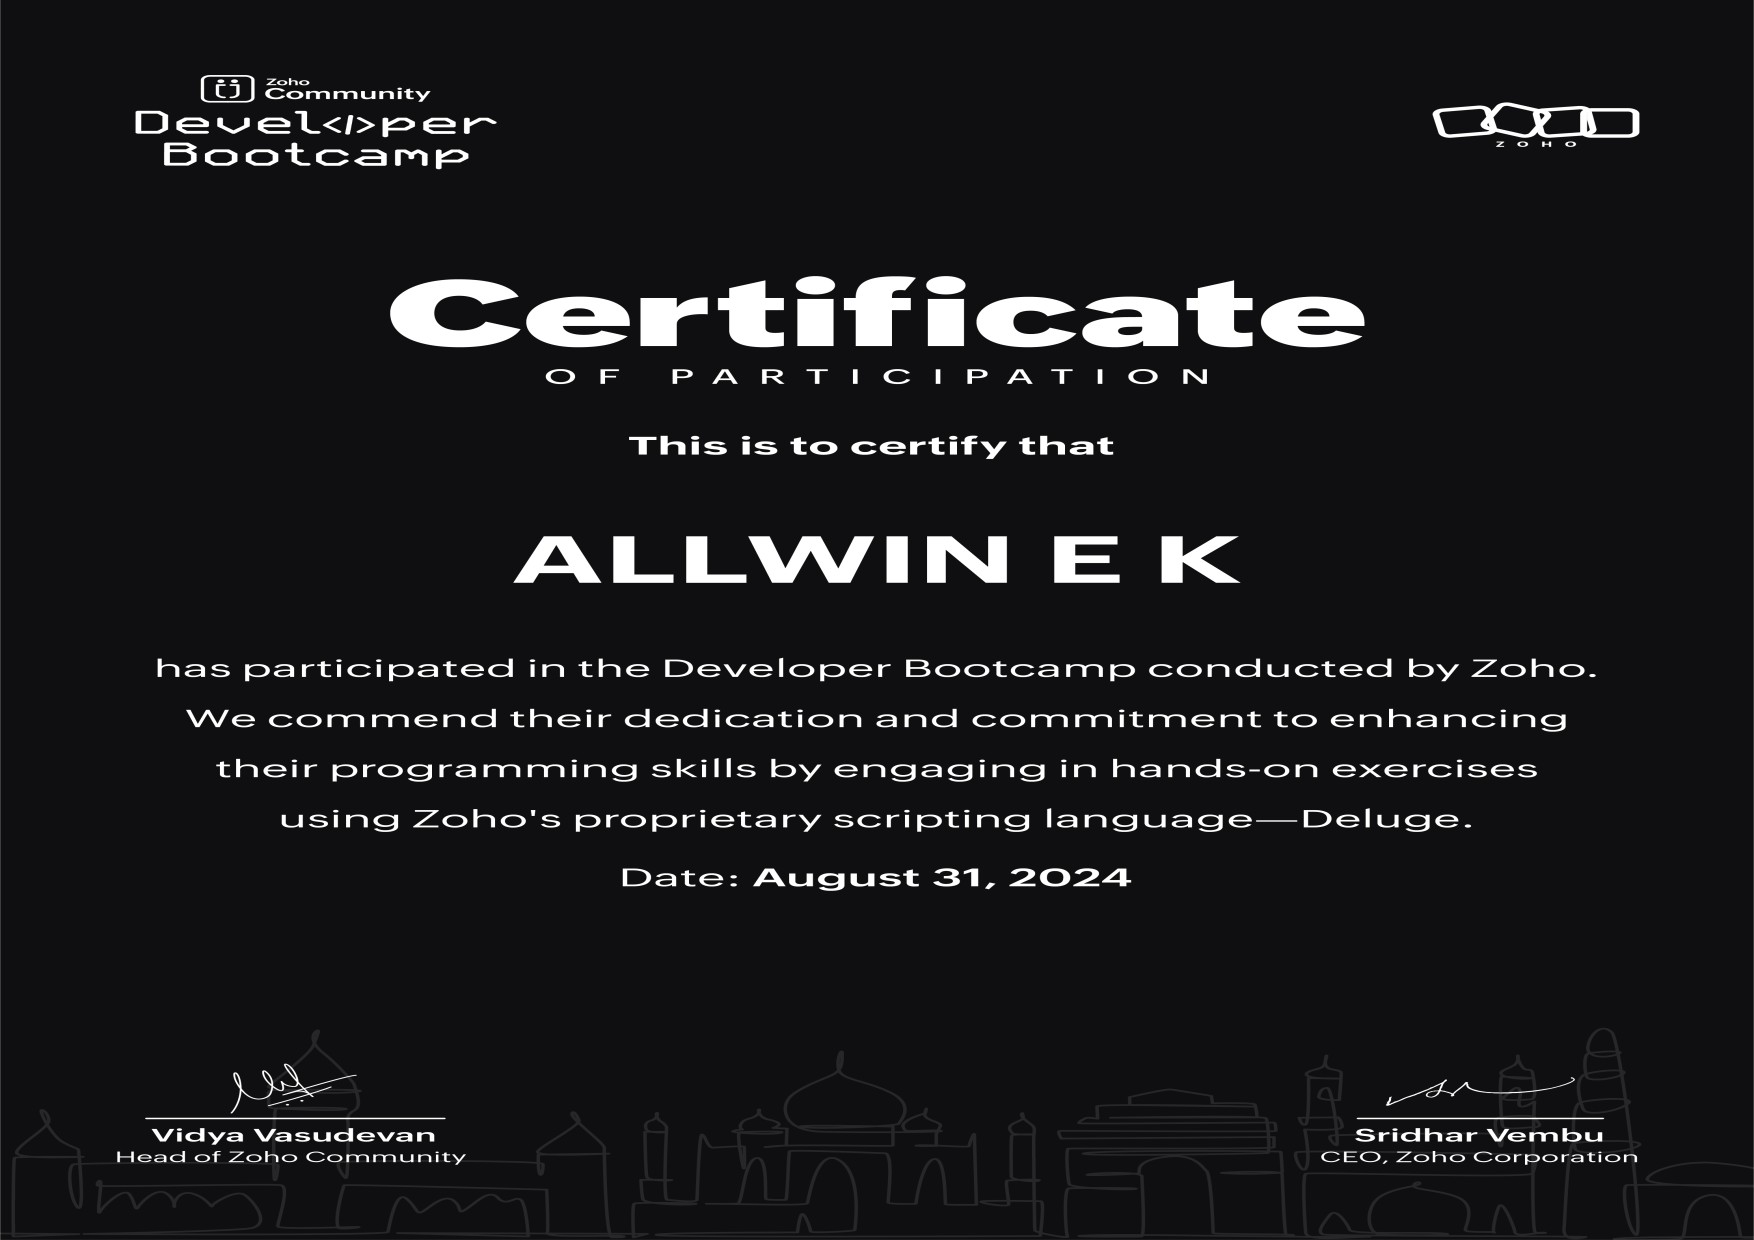 Zoho
Community
Devel</>per
Bootcamp
ZOHO
Certificate
OF PARTICIPATION
This is to certify that
ALLWIN E K
has participated in the Developer Bootcamp conducted by Zoho.
We commend their dedication and commitment to enhancing
their programming skills by engaging in hands-on exercises
using Zoho's proprietary scripting language—Deluge.
Date: August 31, 2024
Vidya Vasudevan
Head of Zoho Community
Sridhar Vembu
CEO, Zoho Corporation